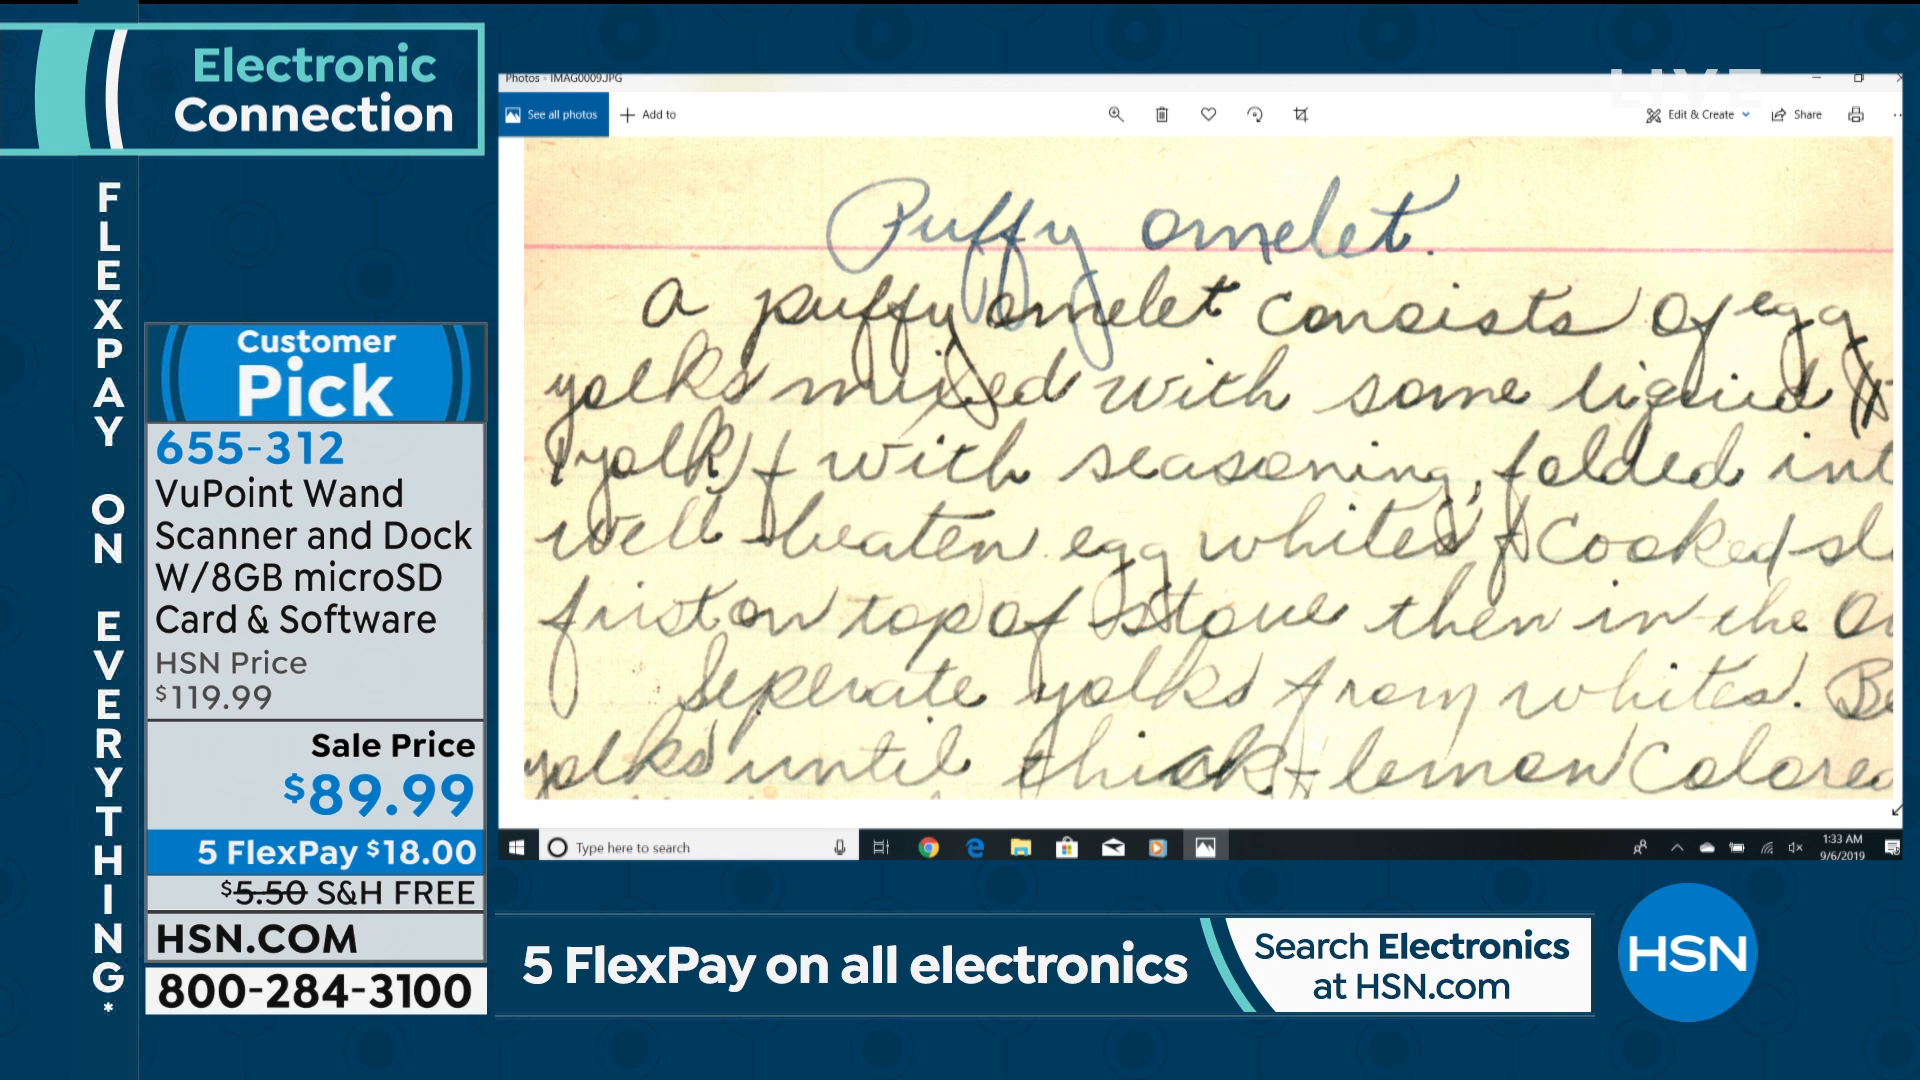 Electronic
Connection
FLEXPAY ON EVERYTHING*
Customer
Pick
655-312
VuPoint Wand
Scanner and Dock
W/8GB microSD
Card & Software
HSN Price
$119.99
Sale Price
$89.99
5 FlexPay $18.00
$5.50 S&H FREE
HSN.COM
800-284-3100
LIVE
Photos - IMAG0009.JPG
See all photos
Add to
Edit & Create
Share
Puffy omelet.
A puffy omelet consists of egg
yolks mixed with some liquid
yolk) + with seasoning, folded int
well beaten egg whites + cooked sl
frist on top of stove then in the o
Seperate yolks from whites. Be
yolks until thick + lemon colored
Type here to search
1:33 AM
9/6/2019
5 FlexPay on all electronics
Search Electronics
at HSN.com
HSN